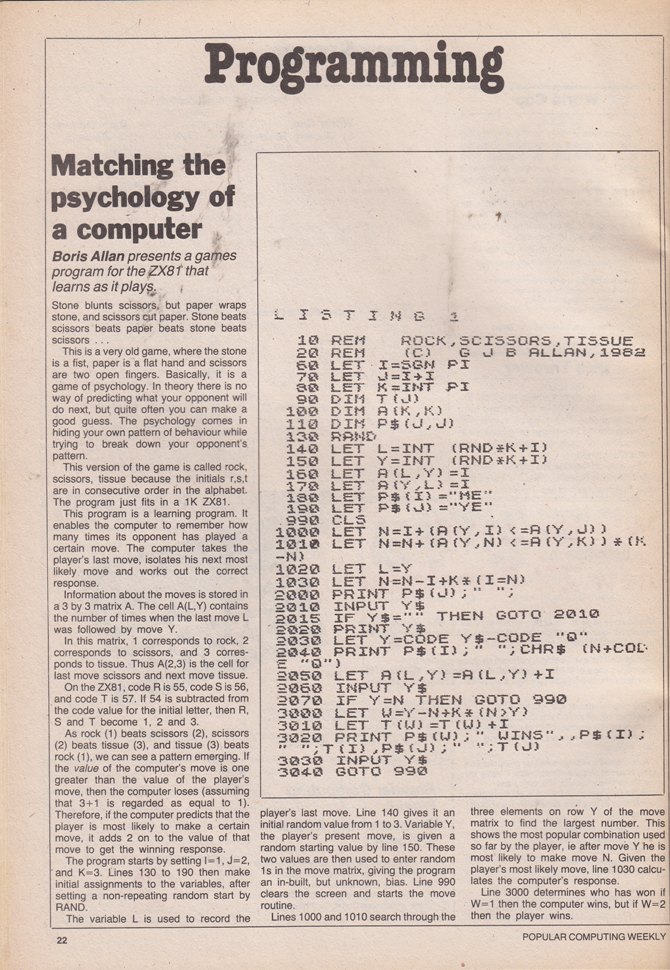 Programming
Matching the
psychology of
a computer
Boris Allan presents a games
program for the ZX81 that
learns as it plays.
Stone blunts scissors, but paper wraps
stone, and scissors cut paper. Stone beats
scissors beats paper beats stone beats
scissors . . .
This is a very old game, where the stone
is a fist, paper is a flat hand and scissors
are two open fingers. Basically, it is a
game of psychology. In theory there is no
way of predicting what your opponent will
do next, but quite often you can make a
good guess. The psychology comes in
hiding your own pattern of behaviour while
trying to break down your opponent's
pattern.
This version of the game is called rock,
scissors, tissue because the initials r,s,t
are in consecutive order in the alphabet.
The program just fits in a 1K ZX81.
This program is a learning program. It
enables the computer to remember how
many times its opponent has played a
certain move. The computer takes the
player's last move, isolates his next most
likely move and works out the correct
response.
Information about the moves is stored in
a 3 by 3 matrix A. The cell A(L,Y) contains
the number of times when the last move L
was followed by move Y.
In this matrix, 1 corresponds to rock, 2
corresponds to scissors, and 3 corres-
ponds to tissue. Thus A(2,3) is the cell for
last move scissors and next move tissue.
On the ZX81, code R is 55, code S is 56,
and code T is 57. If 54 is subtracted from
the code value for the initial letter, then R,
S and T become 1, 2 and 3.
As rock (1) beats scissors (2), scissors
(2) beats tissue (3), and tissue (3) beats
rock (1), we can see a pattern emerging. If
the value of the computer's move is one
greater than the value of the player's
move, then the computer loses (assuming
that 3+1 is regarded as equal to 1).
Therefore, if the computer predicts that the
player is most likely to make a certain
move, it adds 2 on to the value of that
move to get the winning response.
The program starts by setting I=1, J=2,
and K=3. Lines 130 to 190 then make
initial assignments to the variables, after
setting a non-repeating random start by
RAND.
The variable L is used to record the
LISTING 1
10 REM ROCK,SCISSORS,TISSUE
20 REM (C) G J B ALLAN,1982
60 LET I=SGN PI
70 LET J=I+I
80 LET K=INT PI
90 DIM T(J)
100 DIM A(K,K)
110 DIM P$(J,J)
130 RAND
140 LET L=INT (RND*K+I)
150 LET Y=INT (RND*K+I)
160 LET A(L,Y)=I
170 LET A(Y,L)=I
180 LET P$(I)="ME"
190 LET P$(J)="YE"
990 CLS
1000 LET N=I+(A(Y,I)<=A(Y,J))
1010 LET N=N+(A(Y,N)<=A(Y,K))*(K
-N)
1020 LET L=Y
1030 LET N=N-I+K*(I=N)
2000 PRINT P$(J);" ";
2010 INPUT Y$
2015 IF Y$="" THEN GOTO 2010
2020 PRINT Y$
2030 LET Y=CODE Y$-CODE "Q"
2040 PRINT P$(I);" ";CHR$ (N+COD
E "Q")
2050 LET A(L,Y)=A(L,Y)+I
2060 INPUT Y$
2070 IF Y=N THEN GOTO 990
3000 LET W=Y-N+K*(N>Y)
3010 LET T(W)=T(W)+I
3020 PRINT P$(W);" WINS",,P$(I);
" ";T(I),P$(J);" ";T(J)
3030 INPUT Y$
3040 GOTO 990
player's last move. Line 140 gives it an
initial random value from 1 to 3. Variable Y,
the player's present move, is given a
random starting value by line 150. These
two values are then used to enter random
1s in the move matrix, giving the program
an in-built, but unknown, bias. Line 990
clears the screen and starts the move
routine.
Lines 1000 and 1010 search through the
three elements on row Y of the move
matrix to find the largest number. This
shows the most popular combination used
so far by the player, ie after move Y he is
most likely to make move N. Given the
player's most likely move, line 1030 calcu-
lates the computer's response.
Line 3000 determines who has won if
W=1 then the computer wins, but if W=2
then the player wins.
22
POPULAR COMPUTING WEEKLY